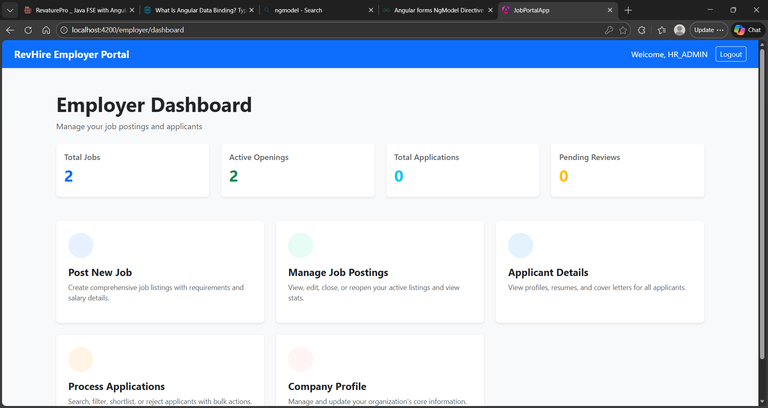 RevaturePro _ Java FSE with Angul
What Is Angular Data Binding? Ty
ngmodel - Search
Angular forms NgModel Directive
JobPortalApp
localhost:4200/employer/dashboard
Update
Chat
RevHire Employer Portal
Welcome, HR_ADMIN
Logout
Employer Dashboard
Manage your job postings and applicants
Total Jobs
2
Active Openings
2
Total Applications
0
Pending Reviews
0
Post New Job
Create comprehensive job listings with requirements and
salary details.
Manage Job Postings
View, edit, close, or reopen your active listings and view
stats.
Applicant Details
View profiles, resumes, and cover letters for all applicants.
Process Applications
Search, filter, shortlist, or reject applicants with bulk actions.
Company Profile
Manage and update your organization's core information.